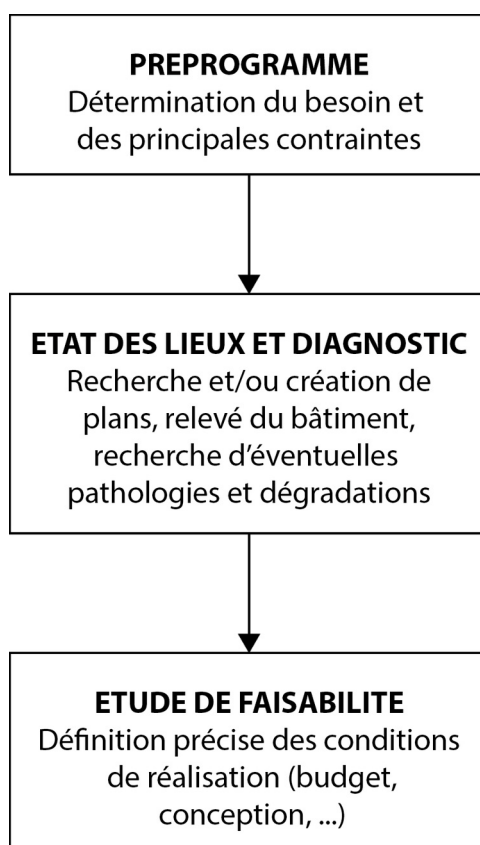 PREPROGRAMME
Détermination du besoin et
des principales contraintes
ETAT DES LIEUX ET DIAGNOSTIC
Recherche et/ou création de
plans, relevé du bâtiment,
recherche d’éventuelles
pathologies et dégradations
ETUDE DE FAISABILITE
Définition précise des conditions
de réalisation (budget,
conception, ...)